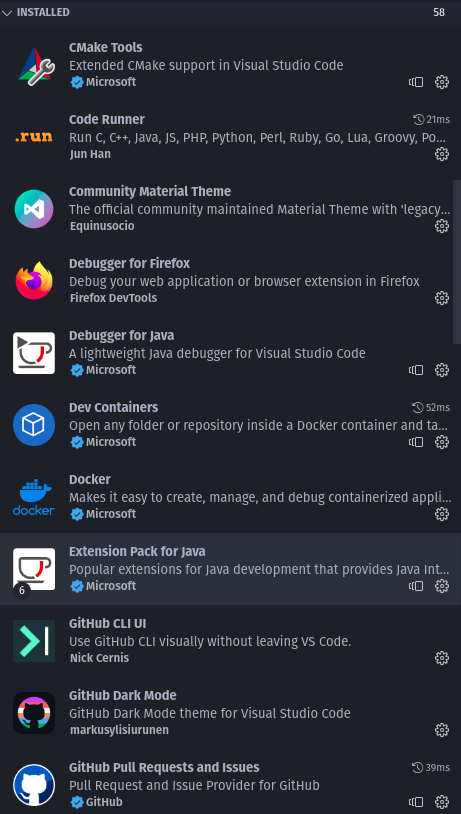 INSTALLED 58
CMake Tools
Extended CMake support in Visual Studio Code
Microsoft
Code Runner 21ms
.run
Run C, C++, Java, JS, PHP, Python, Perl, Ruby, Go, Lua, Groovy, Po...
Jun Han
Community Material Theme
The official community maintained Material Theme with 'legacy...
Equinusocio
Debugger for Firefox
Debug your web application or browser extension in Firefox
Firefox DevTools
Debugger for Java
A lightweight Java debugger for Visual Studio Code
Microsoft
Dev Containers 52ms
Open any folder or repository inside a Docker container and ta...
Microsoft
Docker
Makes it easy to create, manage, and debug containerized appli...
docker
Microsoft
Extension Pack for Java
Popular extensions for Java development that provides Java Int...
6
Microsoft
GitHub CLI UI
Use GitHub CLI visually without leaving VS Code.
Nick Cernis
GitHub Dark Mode
GitHub Dark Mode theme for Visual Studio Code
markusylisiurunen
GitHub Pull Requests and Issues 39ms
Pull Request and Issue Provider for GitHub
GitHub